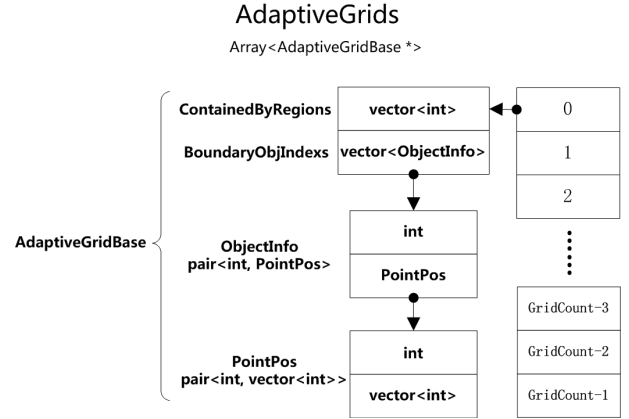 AdaptiveGrids
Array<AdaptiveGridBase *>
ContainedByRegions
vector<int>
0
BoundaryObjIndexs
vector<ObjectInfo>
1
2
AdaptiveGridBase
ObjectInfo
pair<int, PointPos>
int
PointPos
GridCount-3
PointPos
pair<int, vector<int>>
int
GridCount-2
vector<int>
GridCount-1